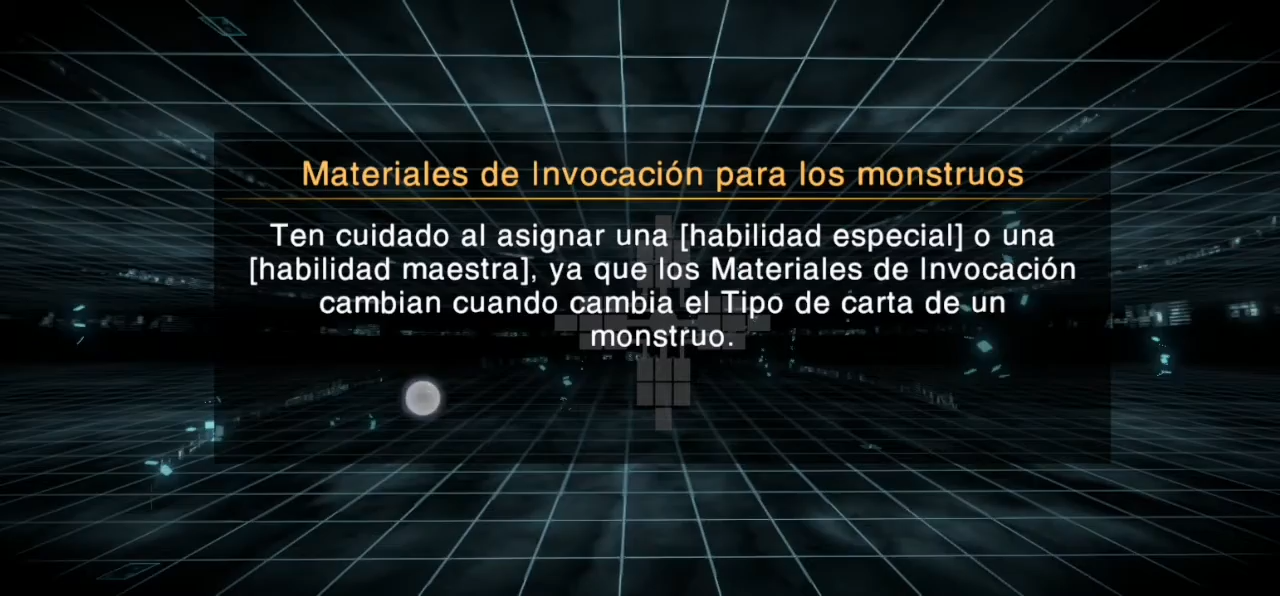 Materiales de Invocación para los monstruos
Ten cuidado al asignar una [habilidad especial] o una
[habilidad maestra], ya que los Materiales de Invocación
cambian cuando cambia el Tipo de carta de un
monstruo.